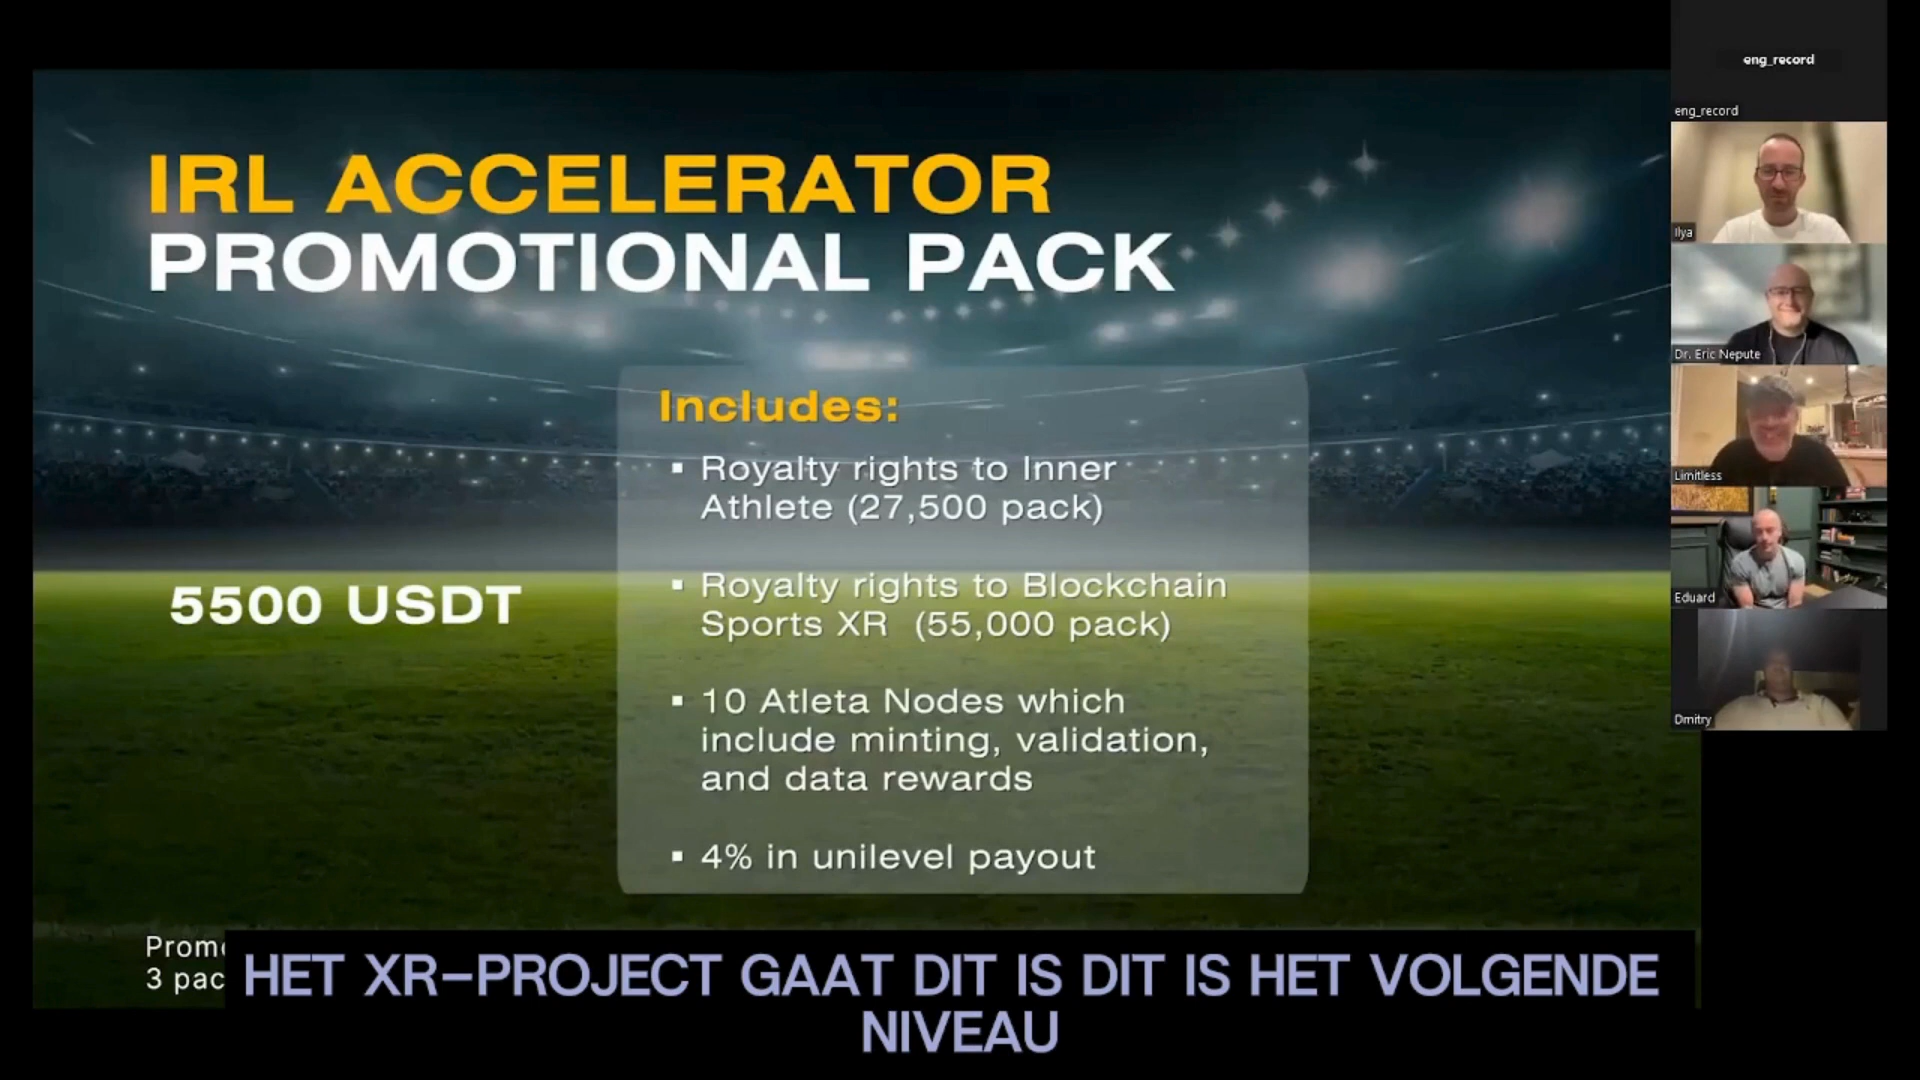 IRL ACCELERATOR
PROMOTIONAL PACK
5500 USDT
Includes:
▪ Royalty rights to Inner
Athlete (27,500 pack)
▪ Royalty rights to Blockchain
Sports XR (55,000 pack)
▪ 10 Atleta Nodes which
include minting, validation,
and data rewards
▪ 4% in unilevel payout
3
HET XR-PROJECT GAAT DIT IS DIT IS HET VOLGENDE
NIVEAU
eng_record
eng_record
Ilya
Dr. Eric Nepute
Limitless
Eduard
Dmitry